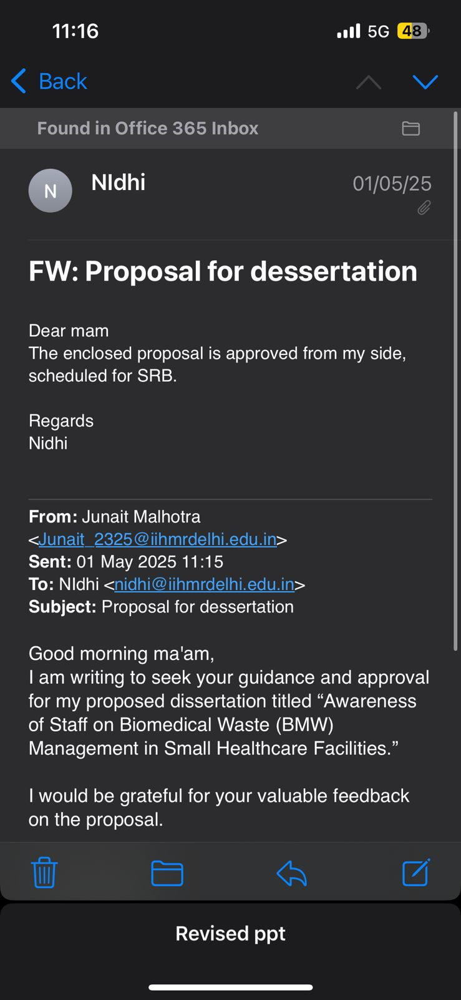 11:16
5G 48
Back
Found in Office 365 Inbox
N
NIdhi
01/05/25
FW: Proposal for dessertation
Dear mam
The enclosed proposal is approved from my side,
scheduled for SRB.
Regards
Nidhi
From: Junait Malhotra
<Junait_2325@iihmrdelhi.edu.in>
Sent: 01 May 2025 11:15
To: NIdhi <nidhi@iihmrdelhi.edu.in>
Subject: Proposal for dessertation
Good morning ma'am,
I am writing to seek your guidance and approval
for my proposed dissertation titled “Awareness
of Staff on Biomedical Waste (BMW)
Management in Small Healthcare Facilities.”
I would be grateful for your valuable feedback
on the proposal.
Revised ppt